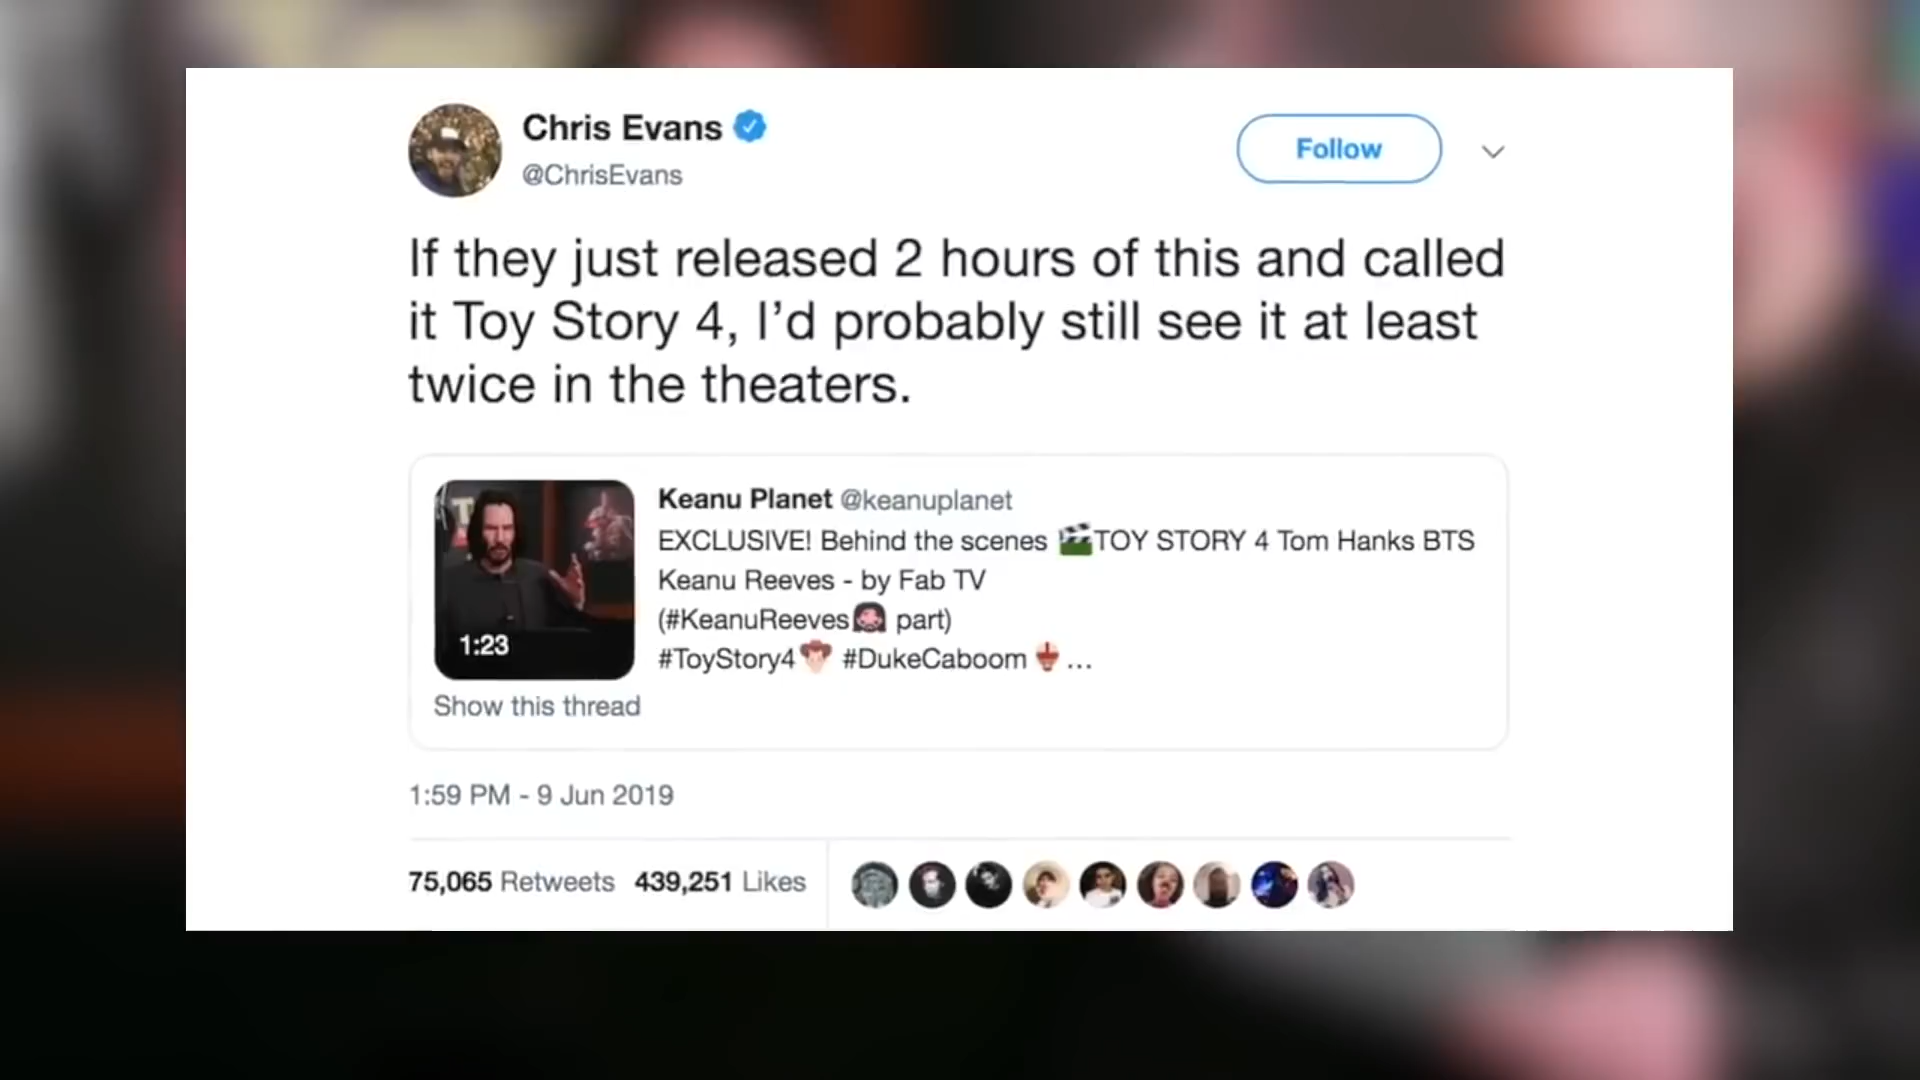 Chris Evans
@ChrisEvans
Follow
If they just released 2 hours of this and called
it Toy Story 4, I’d probably still see it at least
twice in the theaters.
Keanu Planet @keanuplanet
EXCLUSIVE! Behind the scenes 🎬TOY STORY 4 Tom Hanks BTS
Keanu Reeves - by Fab TV
(#KeanuReeves part)
#ToyStory4 #DukeCaboom ...
1:23
Show this thread
1:59 PM - 9 Jun 2019
75,065 Retweets 439,251 Likes